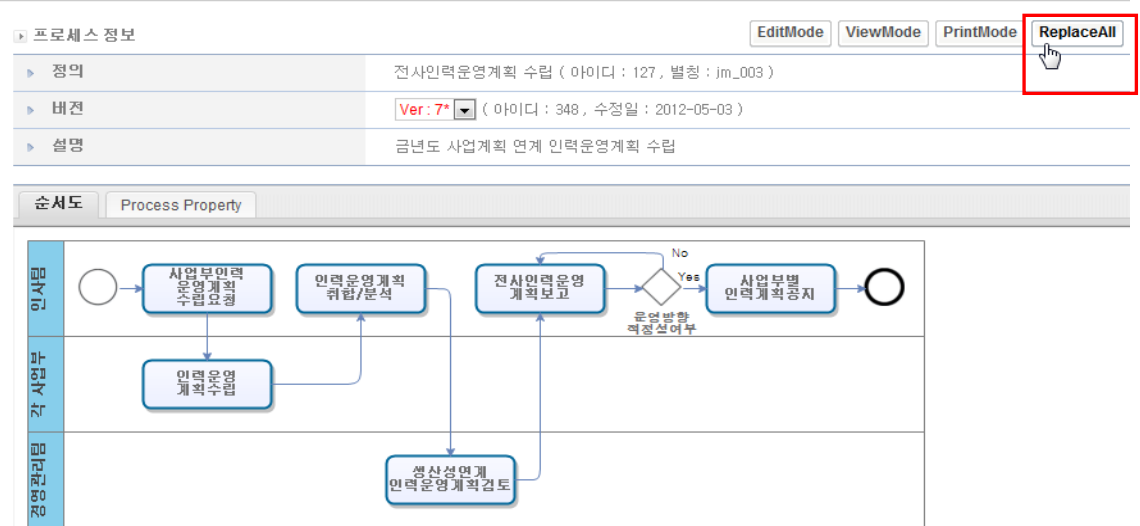 프로세스 정보
EditMode ViewMode PrintMode ReplaceAll
정의 전사인력운영계획 수립 ( 아이디 : 127 , 별칭 : jm_003 )
버전 Ver : 7* ( 아이디 : 348 , 수정일 : 2012-05-03 )
설명 금년도 사업계획 연계 인력운영계획 수립
순서도 Process Property
인사팀
사업부인력
운영계획
수립요청
인력운영계획
취합/분석
전사인력운영
계획보고
No
Yes
운영방향
적정성여부
사업부별
인력계획공지
각 사업부
인력운영
계획수립
경영관리팀
생산성연계
인력운영계획검토